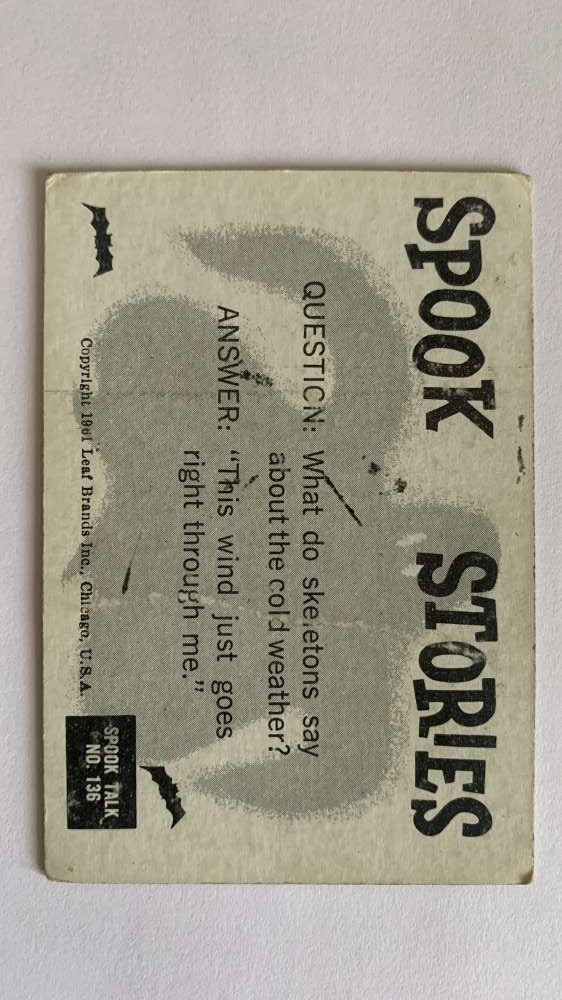 SPOOK STORIES
QUESTION: What do skeletons say
about the cold weather?
ANSWER: "This wind just goes
right through me."
SPOOK TALK
NO. 136
Copyright 1961 Leaf Brands Inc., Chicago, U.S.A.